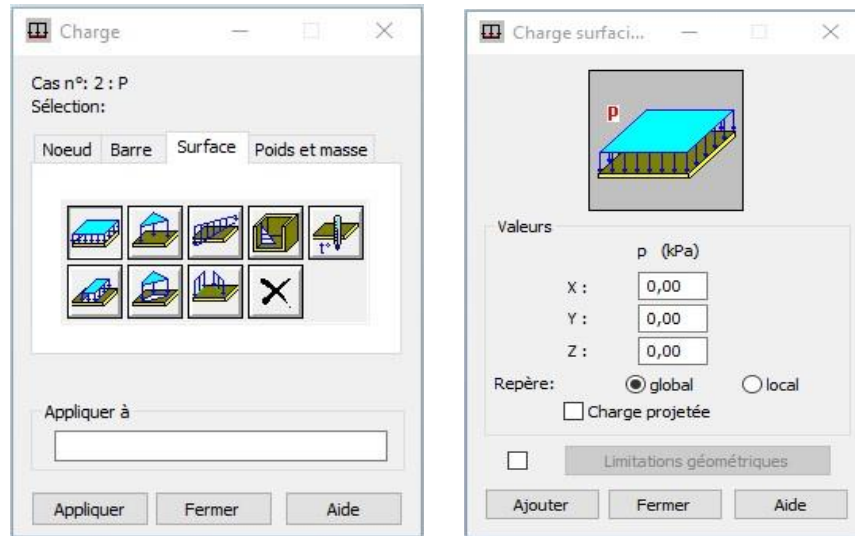 Charge
Cas n°: 2 : P
Sélection:
Noeud Barre Surface Poids et masse
t°
Appliquer à
Appliquer Fermer Aide
Charge surfaci...
p
Valeurs
p (kPa)
X : 0,00
Y : 0,00
Z : 0,00
Repère: global local
Charge projetée
Limitations géométriques
Ajouter Fermer Aide